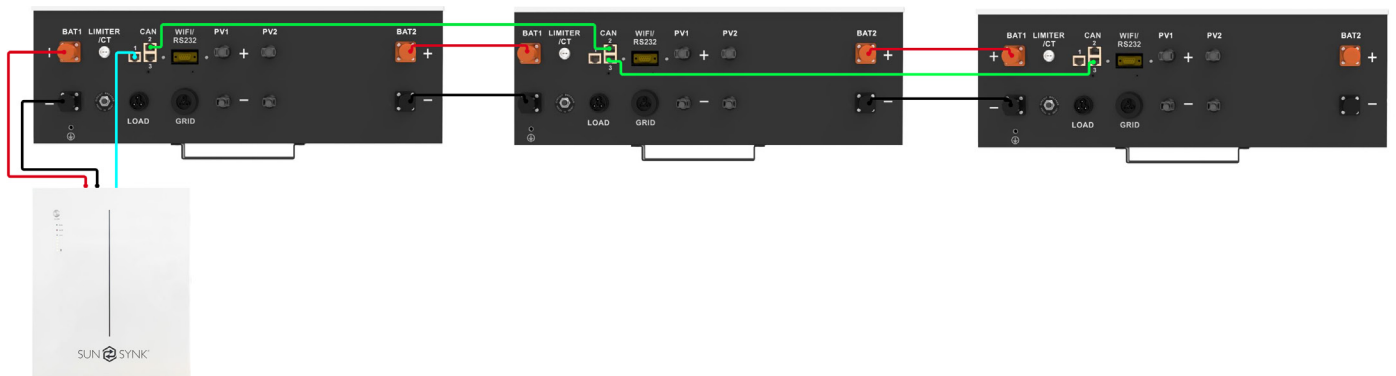 BAT1 LIMITER /CT CAN WIFI/ RS232 PV1 PV2 BAT2
1 2 3
+ + +
− − −
LOAD GRID
BAT1 LIMITER /CT CAN WIFI/ RS232 PV1 PV2 BAT2
2 3
+ +
− −
LOAD GRID
BAT1 LIMITER /CT CAN WIFI/ RS232 PV1 PV2 BAT2
1 2 3
+ + +
− − −
LOAD GRID
SUN SYNK